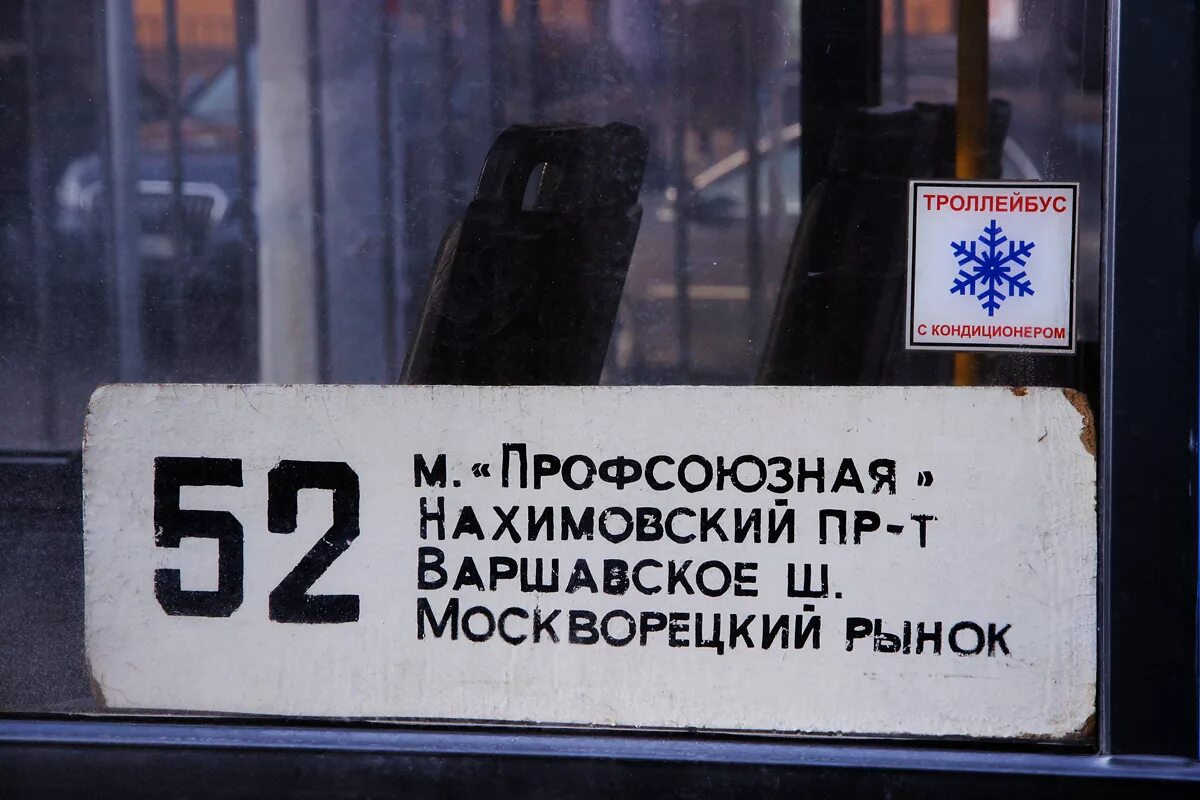 ТРОЛЛЕЙБУС
С КОНДИЦИОНЕРОМ
52
м. «Профсоюзная»
Нахимовский пр-т
Варшавское ш.
Москворецкий рынок